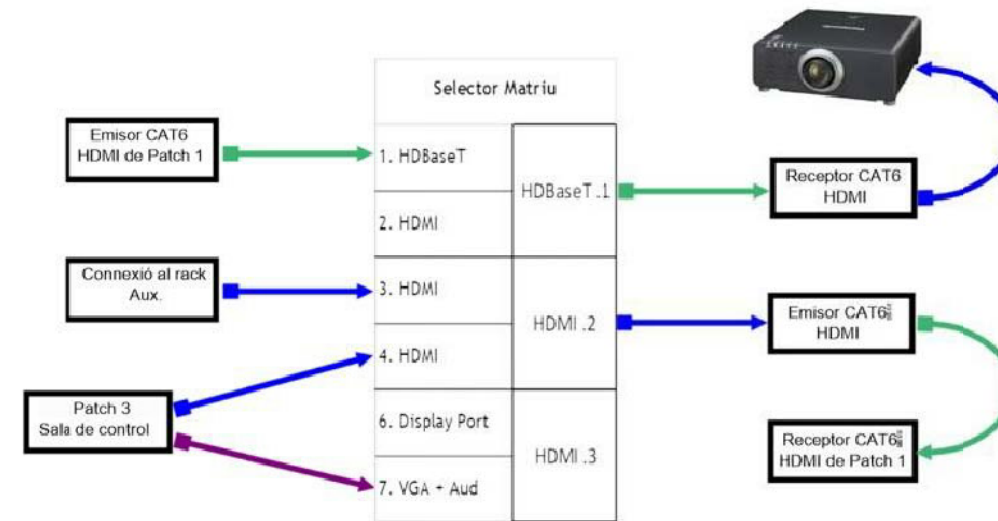 Selector Matriu
Emisor CAT6
HDMI de Patch 1
1. HDBaseT
HDBaseT.1
2. HDMI
Receptor CAT6
HDMI
Connexió al rack
Aux.
3. HDMI
HDMI.2
4. HDMI
Emisor CAT6
HDMI
Patch 3
Sala de control
6. Display Port
HDMI.3
7. VGA + Aud
Receptor CAT6
HDMI de Patch 1